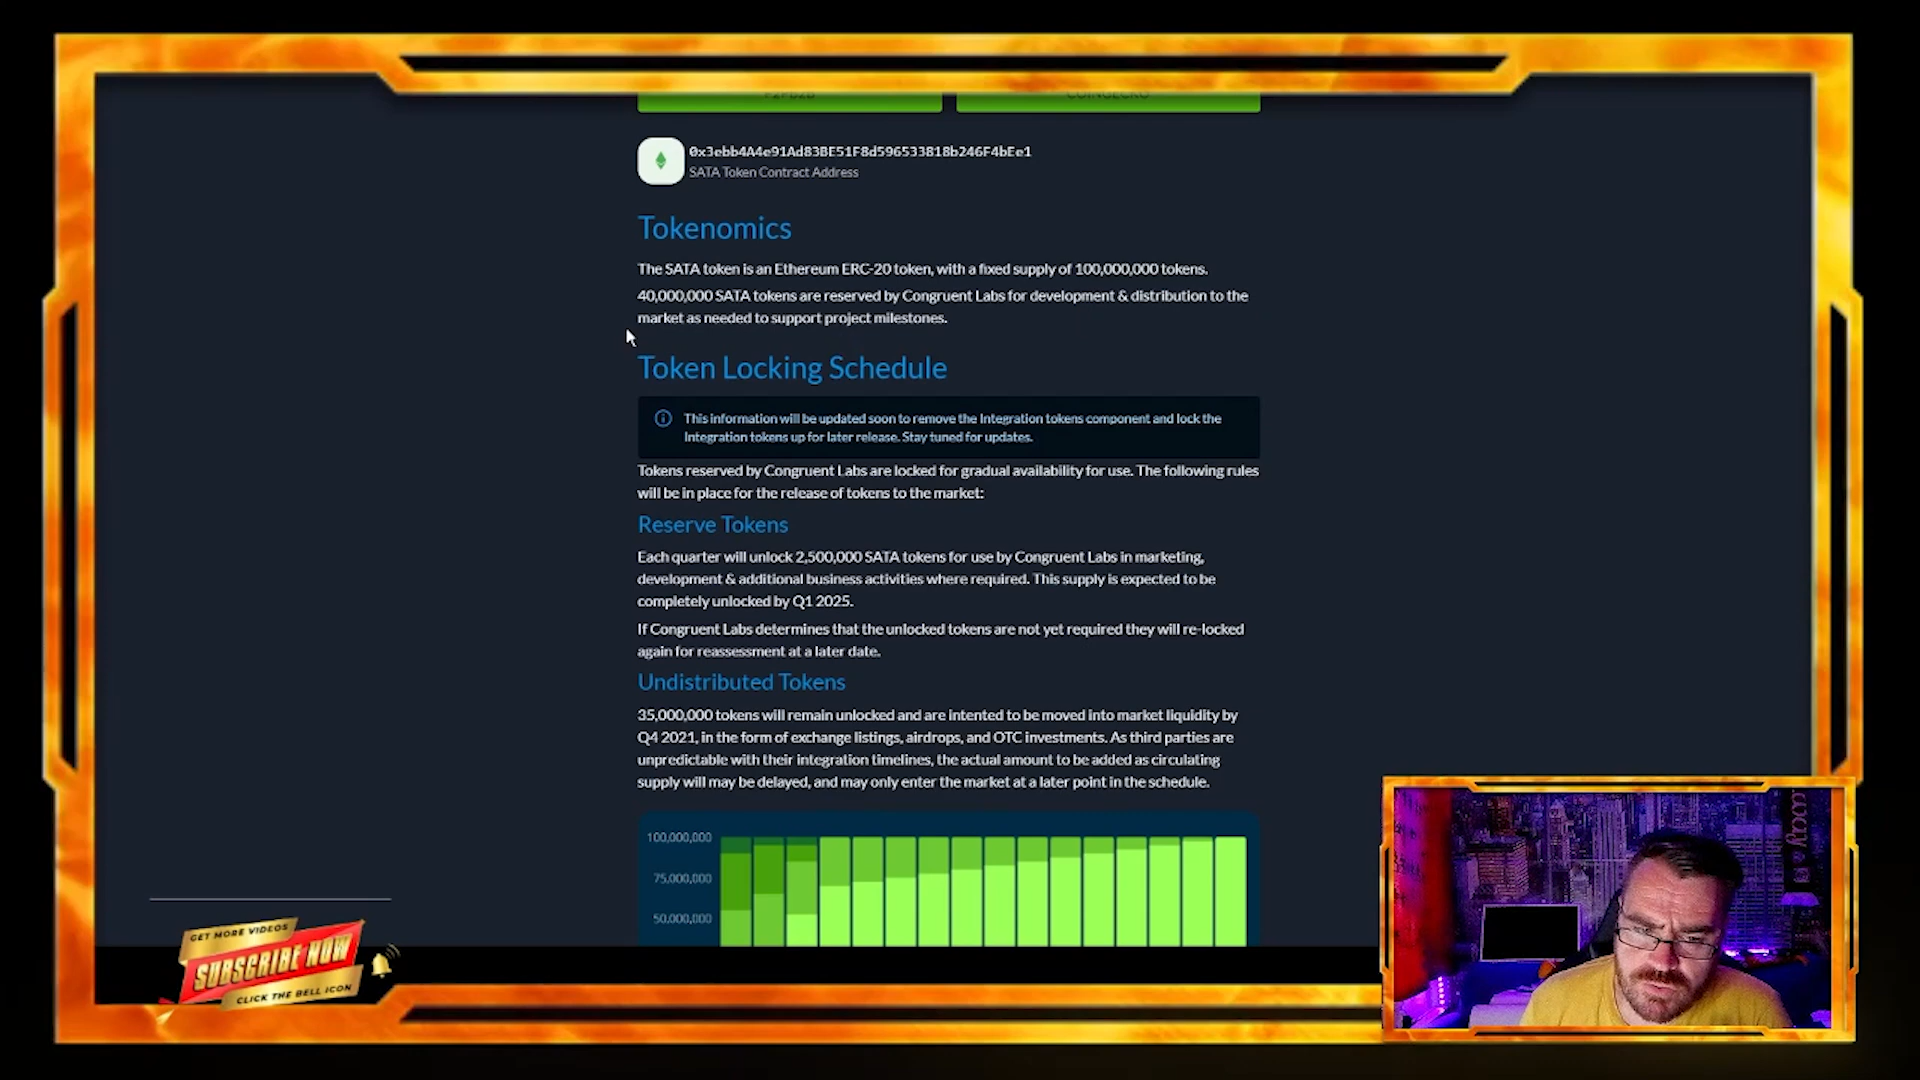 COINGECKO
0x3ebb4A4e91Ad83BE51F8d596533818b246F4bEe1
SATA Token Contract Address
Tokenomics
The SATA token is an Ethereum ERC-20 token, with a fixed supply of 100,000,000 tokens.
40,000,000 SATA tokens are reserved by Congruent Labs for development & distribution to the
market as needed to support project milestones.
Token Locking Schedule
This information will be updated soon to remove the Integration tokens component and lock the
Integration tokens up for later release. Stay tuned for updates.
Tokens reserved by Congruent Labs are locked for gradual availability for use. The following rules
will be in place for the release of tokens to the market:
Reserve Tokens
Each quarter will unlock 2,500,000 SATA tokens for use by Congruent Labs in marketing,
development & additional business activities where required. This supply is expected to be
completely unlocked by Q1 2025.
If Congruent Labs determines that the unlocked tokens are not yet required they will re-locked
again for reassessment at a later date.
Undistributed Tokens
35,000,000 tokens will remain unlocked and are intented to be moved into market liquidity by
Q4 2021, in the form of exchange listings, airdrops, and OTC investments. As third parties are
unpredictable with their integration timelines, the actual amount to be added as circulating
supply will may be delayed, and may only enter the market at a later point in the schedule.
100,000,000
75,000,000
50,000,000
GET MORE VIDEOS
SUBSCRIBE NOW
CLICK THE BELL ICON